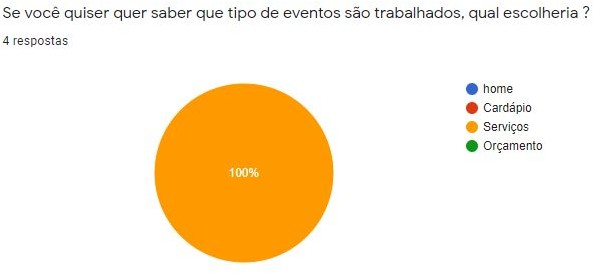 Se você quiser quer saber que tipo de eventos são trabalhados, qual escolheria ?
4 respostas
home
Cardápio
Serviços
Orçamento
100%